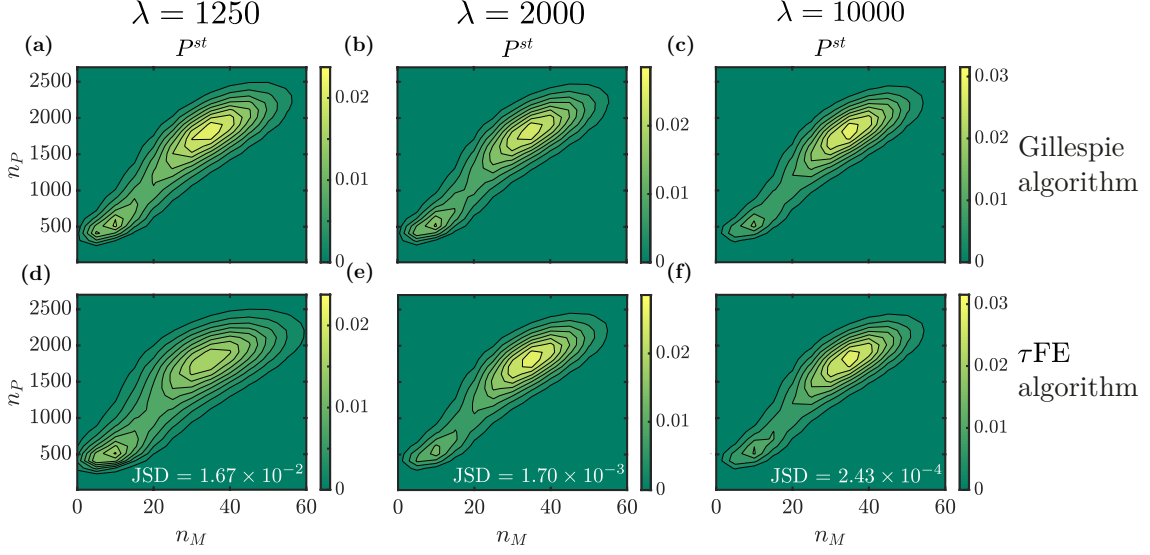 λ = 1250
λ = 2000
λ = 10000
(a)
P^{st}
(b)
P^{st}
(c)
P^{st}
n_P
2500
2000
1500
1000
500
0.02
0.01
0
0.02
0.01
0
0.03
0.02
0.01
0
Gillespie
algorithm
(d)
(e)
(f)
n_P
2500
2000
1500
1000
500
JSD = 1.67 × 10^{-2}
0.02
0.01
0
JSD = 1.70 × 10^{-3}
0.02
0.01
0
JSD = 2.43 × 10^{-4}
0.03
0.02
0.01
0
τFE
algorithm
0 20 40 60
0 20 40 60
0 20 40 60
n_M
n_M
n_M